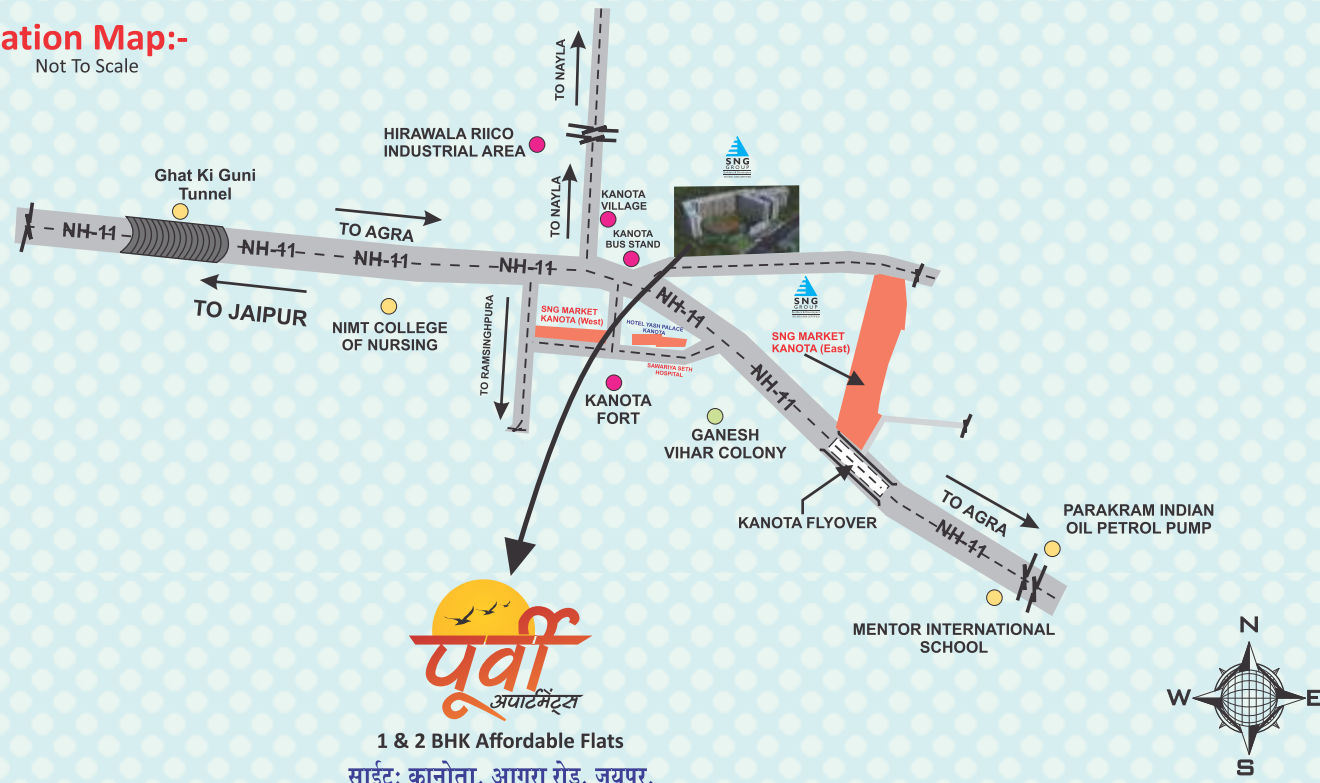 ation Map:-
Not To Scale
TO NAYLA
HIRAWALA RIICO
INDUSTRIAL AREA
SNG
GROUP
Ghat Ki Guni
Tunnel
TO NAYLA
KANOTA
VILLAGE
KANOTA
BUS STAND
NH-11
TO AGRA
NH-11
NH-11
NH-11
TO JAIPUR
NIMT COLLEGE
OF NURSING
TO RAMSINGHPURA
SNG MARKET
KANOTA (West)
HOTEL YASH PALACE
KANOTA
SAWARIYA SETH
HOSPITAL
NH-11
SNG
GROUP
SNG MARKET
KANOTA (East)
KANOTA
FORT
NH-11
GANESH
VIHAR COLONY
KANOTA FLYOVER
TO AGRA
NH-11
PARAKRAM INDIAN
OIL PETROL PUMP
MENTOR INTERNATIONAL
SCHOOL
पूर्वी
अपार्टमेंट्स
1 & 2 BHK Affordable Flats
साईट: कानोता, आगरा रोड, जयपुर.
N
W
E
S